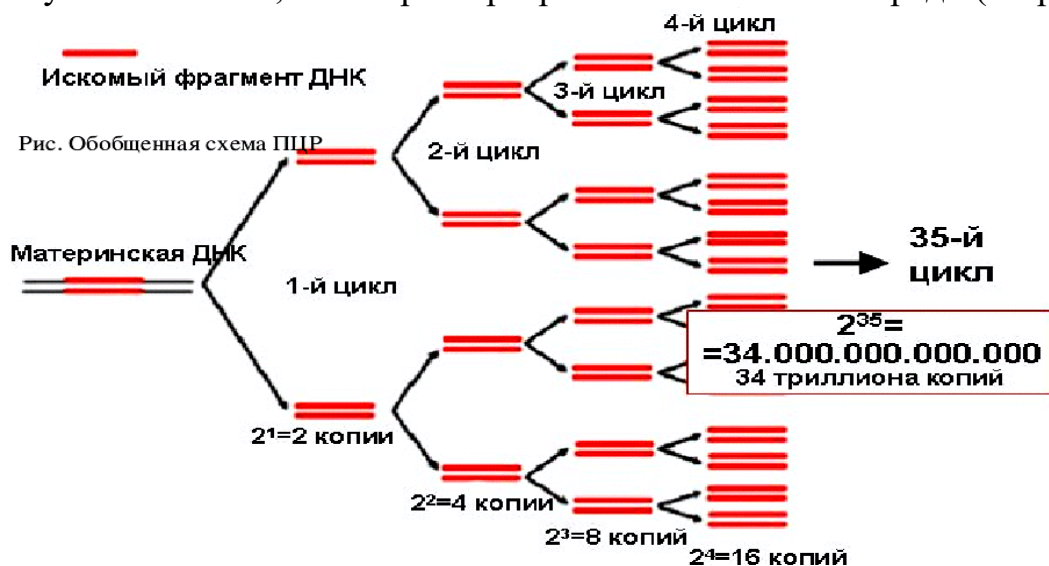 4-й цикл
Искомый фрагмент ДНК
3-й цикл
Рис. Обобщенная схема ПЦР
2-й цикл
Материнская ДНК
35-й
цикл
1-й цикл
2³⁵=
=34.000.000.000.000
34 триллиона копий
2¹=2 копии
2²=4 копии
2³=8 копий
2⁴=16 копий